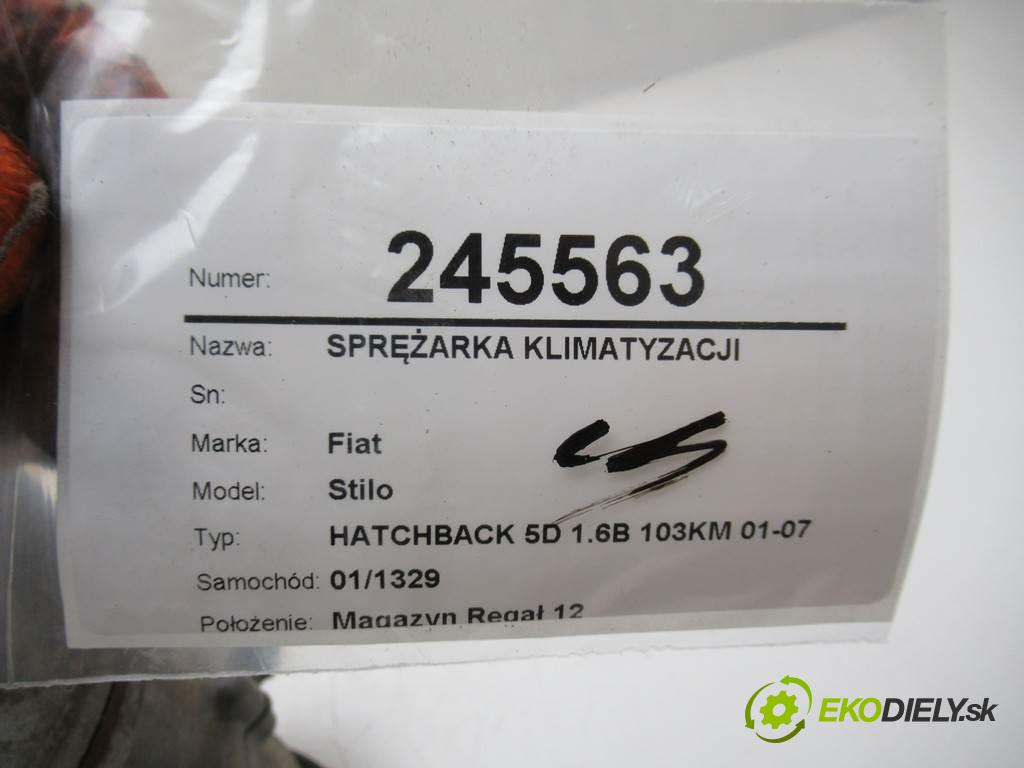 Numer: 245563
Nazwa: SPRĘŻARKA KLIMATYZACJI
Sn:
Marka: Fiat
Model: Stilo
Typ: HATCHBACK 5D 1.6B 103KM 01-07
Samochód: 01/1329
Położenie: Magazyn Regał 12
EKODIELY.sk